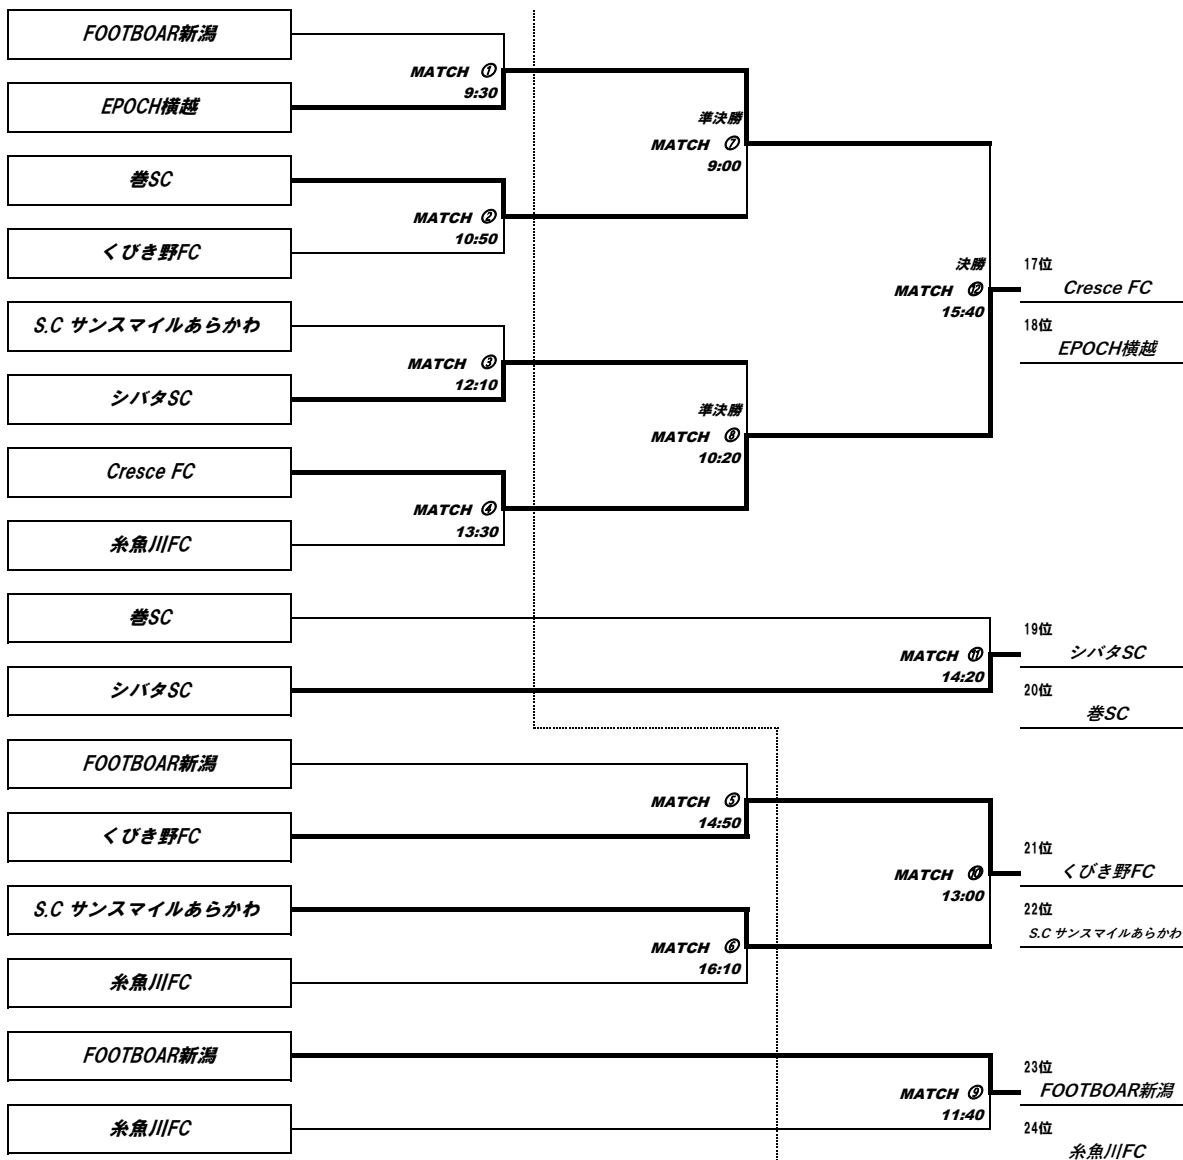 FOOTBOAR新潟
MATCH ①
9:30
EPOCH横越
準決勝
MATCH ⑦
9:00
巻SC
MATCH ②
10:50
くびき野FC
決勝
MATCH ⑫
15:40
17位
Cresce FC
18位
EPOCH横越
S.C サンスマイルあらかわ
MATCH ③
12:10
シバタSC
準決勝
MATCH ⑧
10:20
Cresce FC
MATCH ④
13:30
糸魚川FC
巻SC
MATCH ⑪
14:20
19位
シバタSC
20位
巻SC
シバタSC
FOOTBOAR新潟
MATCH ⑤
14:50
くびき野FC
MATCH ⑩
13:00
21位
くびき野FC
22位
S.C サンスマイルあらかわ
S.C サンスマイルあらかわ
MATCH ⑥
16:10
糸魚川FC
FOOTBOAR新潟
MATCH ⑨
11:40
23位
FOOTBOAR新潟
24位
糸魚川FC
糸魚川FC